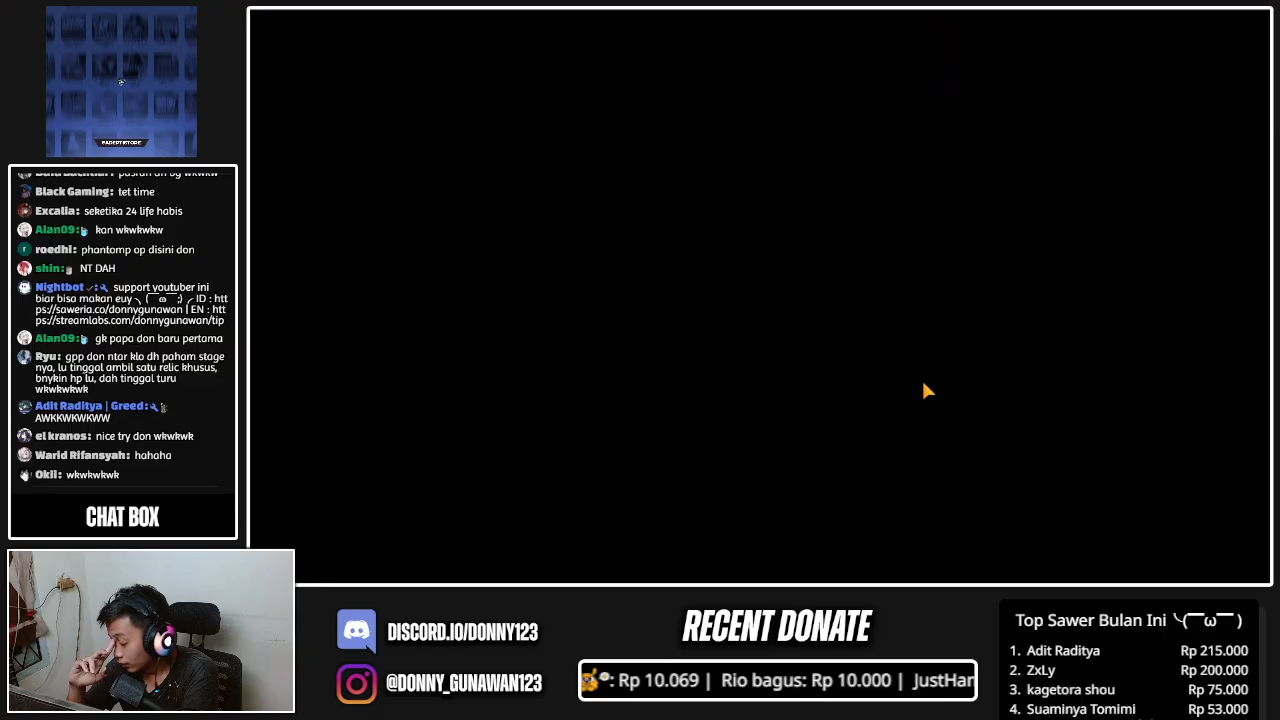 EADEPTISTORE
Black Gaming: tet time
Excalia: seketika 24 life habis
Alan09: kan wkwkwkw
roedhi: phantomp op disini don
shin: NT DAH
Nightbot: support youtuber ini
biar bisa makan euy ╮(￣ω￣;)╭ ID : htt
ps://saweria.co/donnygunawan | EN : htt
ps://streamlabs.com/donnygunawan/tip
Alan09: gk papa don baru pertama
Ryu: gpp don ntar klo dh paham stage
nya, lu tinggal ambil satu relic khusus,
bnykin hp lu, dah tinggal turu
wkwkwkwk
Adit Raditya | Greed:
AWKKWKWKWW
el kranos: nice try don wkwkwk
Warid Rifansyah: hahaha
Okii: wkwkwkwk
CHAT BOX
DISCORD.IO/DONNY123
@DONNY_GUNAWAN123
RECENT DONATE
: Rp 10.069 | Rio bagus: Rp 10.000 | JustHar
Top Sawer Bulan Ini ╰(￣ω￣)
1. Adit Raditya Rp 215.000
2. ZxLy Rp 200.000
3. kagetora shou Rp 75.000
4. Suaminya Tomimi Rp 53.000